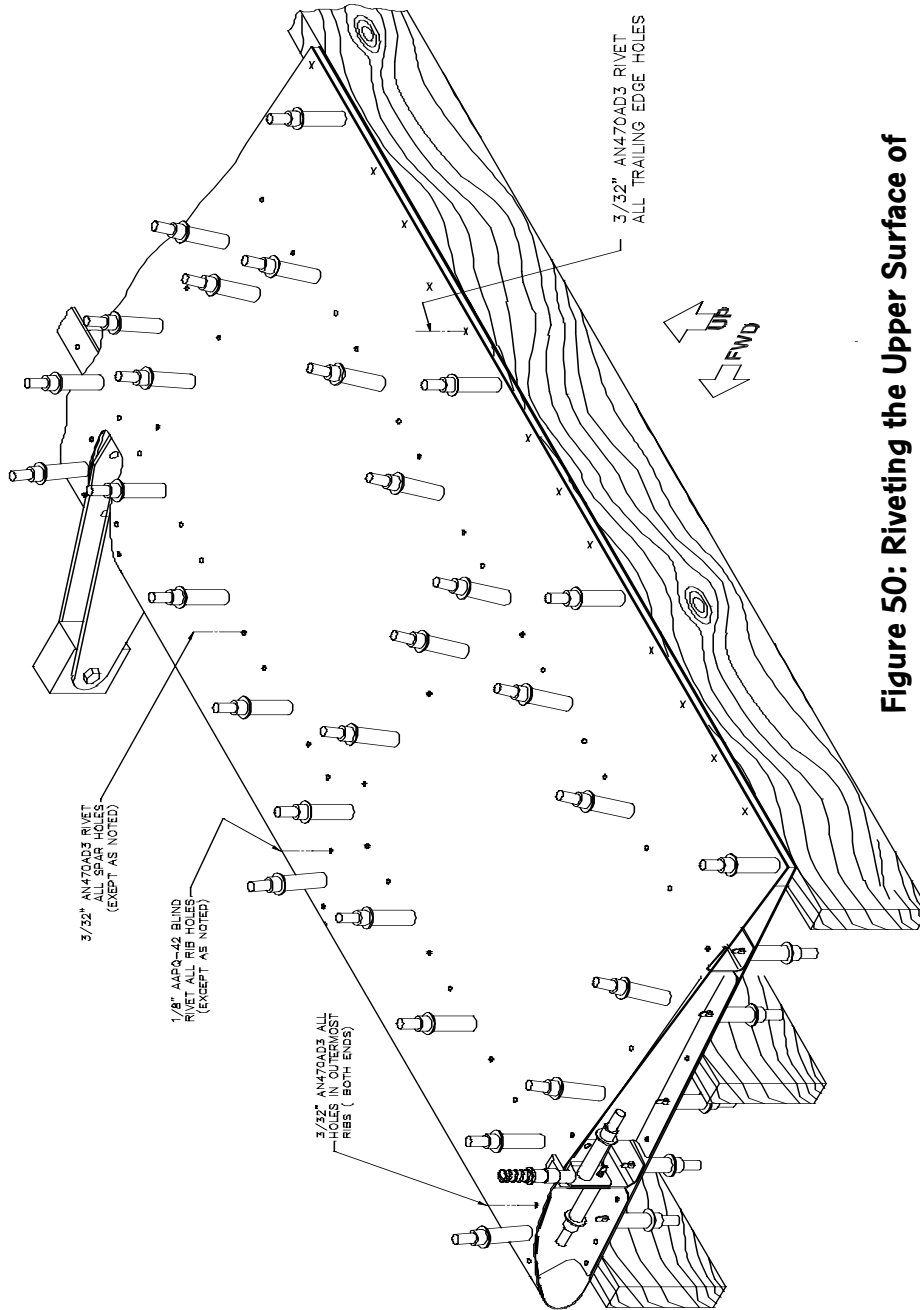 3/32" AN470AD3 RIVET
ALL SPAR HOLES
(EXEPT AS NOTED)
1/8" AAPQ-42 BLIND
RIVET ALL RIB HOLES
(EXCEPT AS NOTED)
3/32" AN470AD3 ALL
HOLES IN OUTERMOST
RIBS ( BOTH ENDS)
3/32" AN470AD3 RIVET
ALL TRAILING EDGE HOLES
UP
FWD
Figure 50: Riveting the Upper Surface of